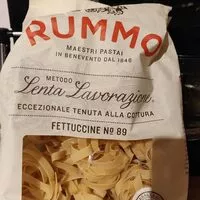 RUMMO
MAESTRI PASTAI
IN BENEVENTO DAL 1846
METODO
Lenta Lavorazione®
ECCEZIONALE TENUTA ALLA COTTURA
FETTUCCINE Nº 89